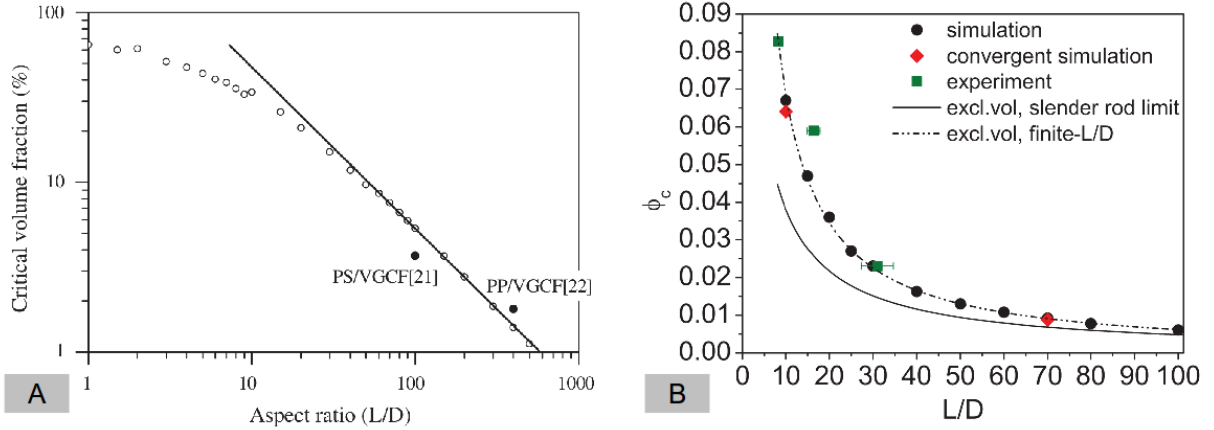 100
10
1
Critical volume fraction (%)
PS/VGCF[21]
PP/VGCF[22]
1
10
100
1000
Aspect ratio (L/D)
A
0.09
0.08
0.07
0.06
0.05
0.04
0.03
0.02
0.01
0.00
ϕc
simulation
convergent simulation
experiment
excl.vol, slender rod limit
excl.vol, finite-L/D
0 10 20 30 40 50 60 70 80 90 100
L/D
B